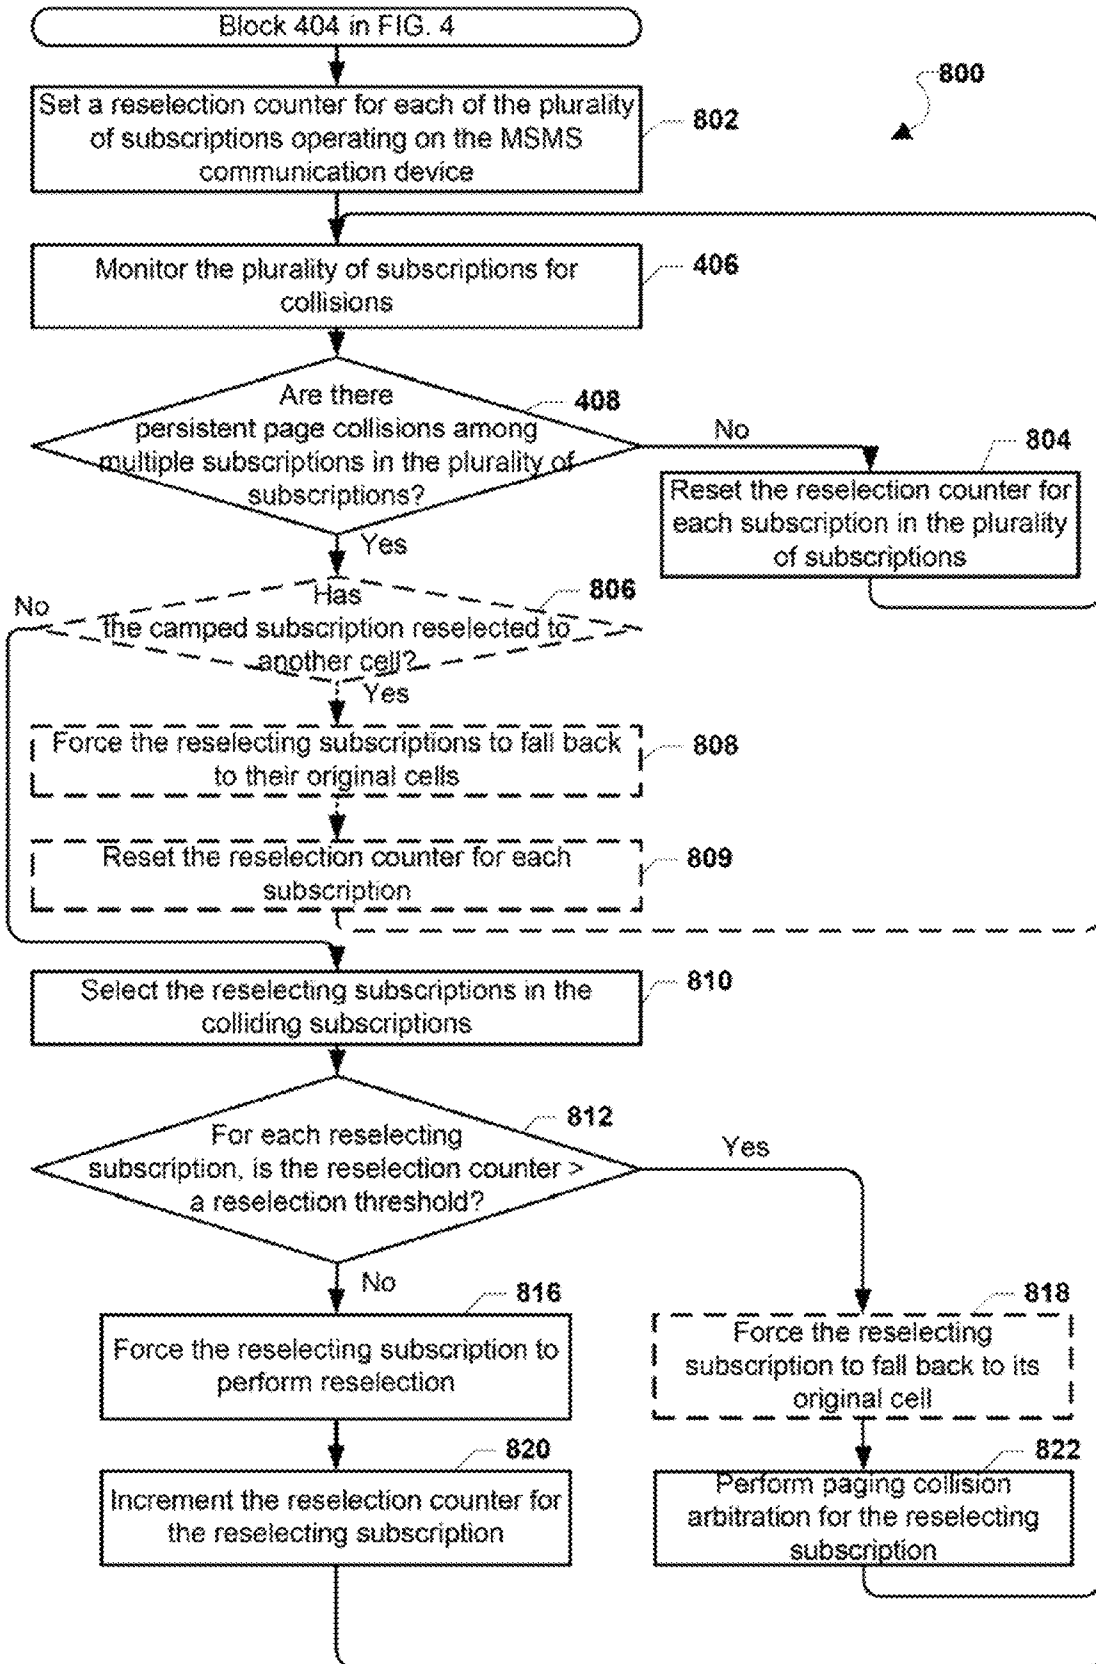 Block 404 in FIG. 4
800
Set a reselection counter for each of the plurality
of subscriptions operating on the MSMS
communication device
802
Monitor the plurality of subscriptions for
collisions
406
Are there
persistent page collisions among
multiple subscriptions in the plurality of
subscriptions?
408
No
804
Reset the reselection counter for
each subscription in the plurality
of subscriptions
Yes
Has
the camped subscription reselected to
another cell?
806
No
Yes
Force the reselecting subscriptions to fall back
to their original cells
808
Reset the reselection counter for each
subscription
809
Select the reselecting subscriptions in the
colliding subscriptions
810
For each reselecting
subscription, is the reselection counter >
a reselection threshold?
812
Yes
No
816
Force the reselecting subscription to
perform reselection
818
Force the reselecting
subscription to fall back to its
original cell
820
Increment the reselection counter for
the reselecting subscription
822
Perform paging collision
arbitration for the reselecting
subscription